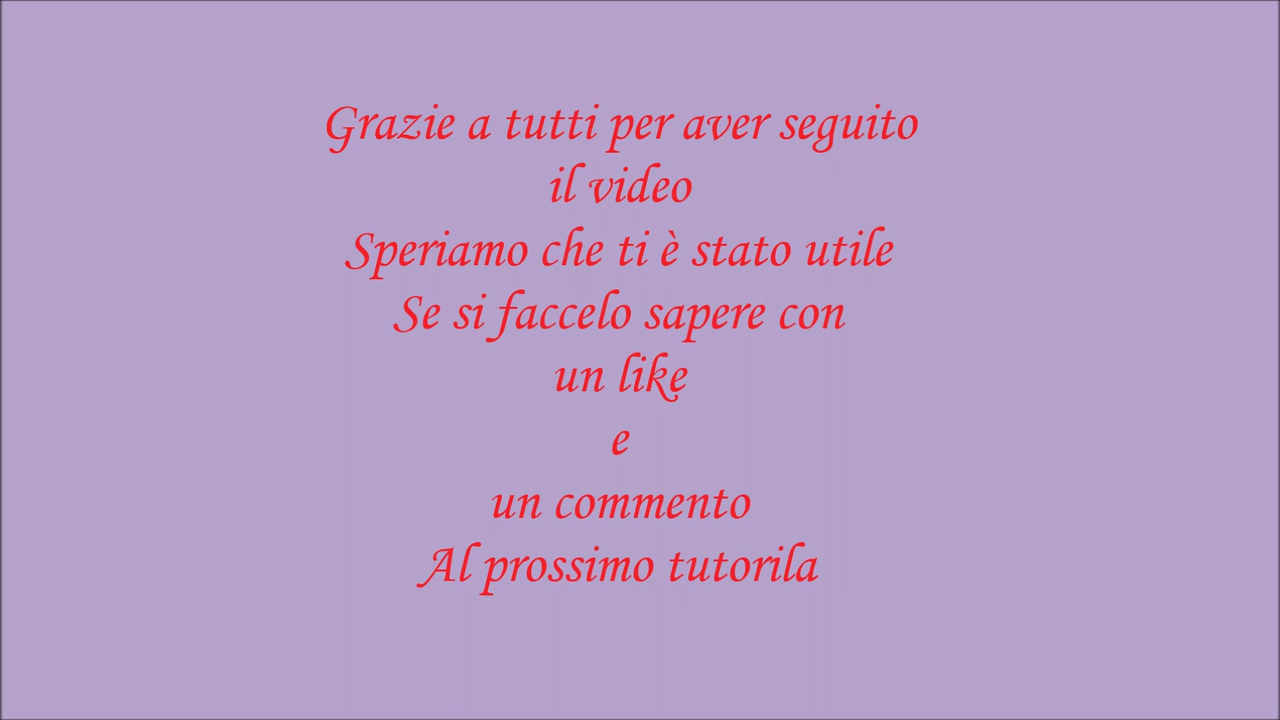 Grazie a tutti per aver seguito
il video
Speriamo che ti è stato utile
Se si faccelo sapere con
un like
e
un commento
Al prossimo tutorila